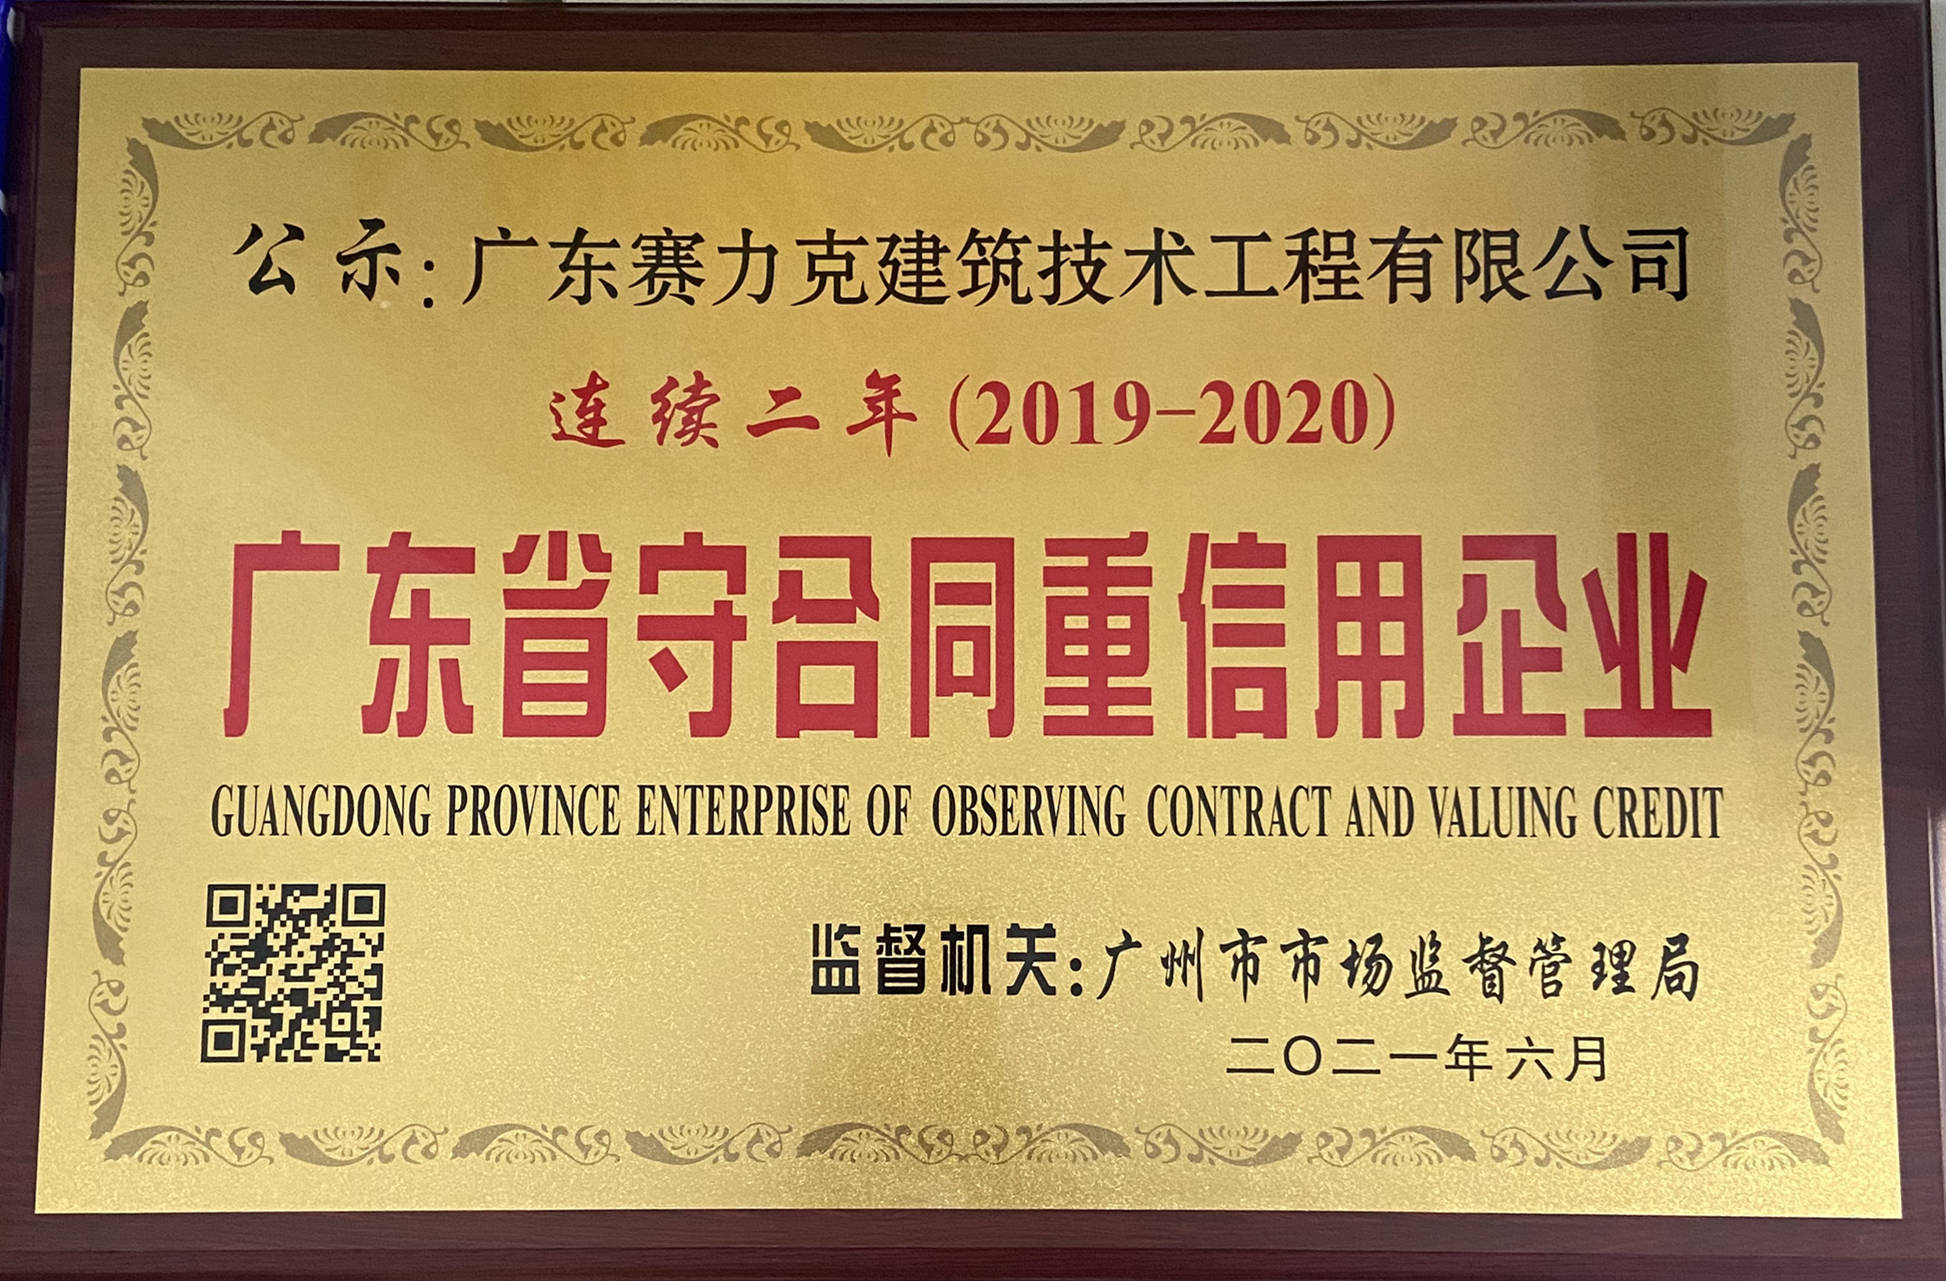 公示:广东赛力克建筑技术工程有限公司
连续二年(2019-2020)
广东省守合同重信用企业
GUANGDONG PROVINCE ENTERPRISE OF OBSERVING CONTRACT AND VALUING CREDIT
监督机关:广州市市场监督管理局
二〇二一年六月